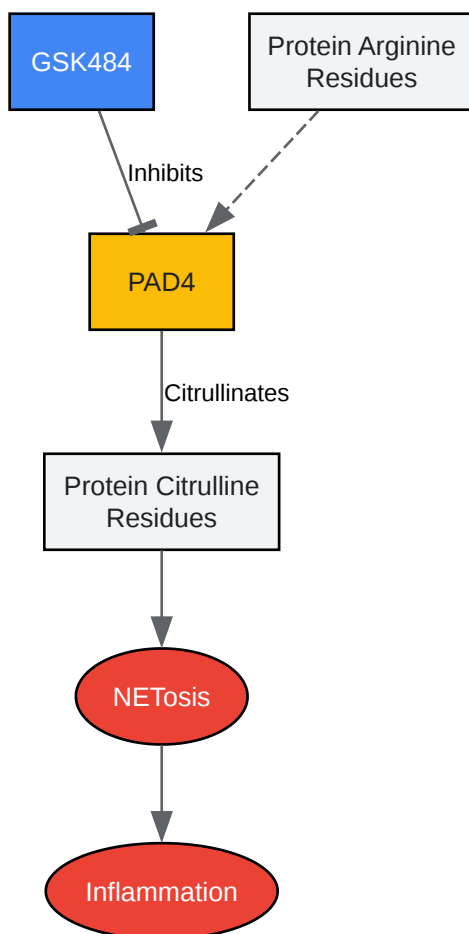 GSK484
Protein Arginine
Residues
Inhibits
PAD4
Citrullinates
Protein Citrulline
Residues
NETosis
Inflammation